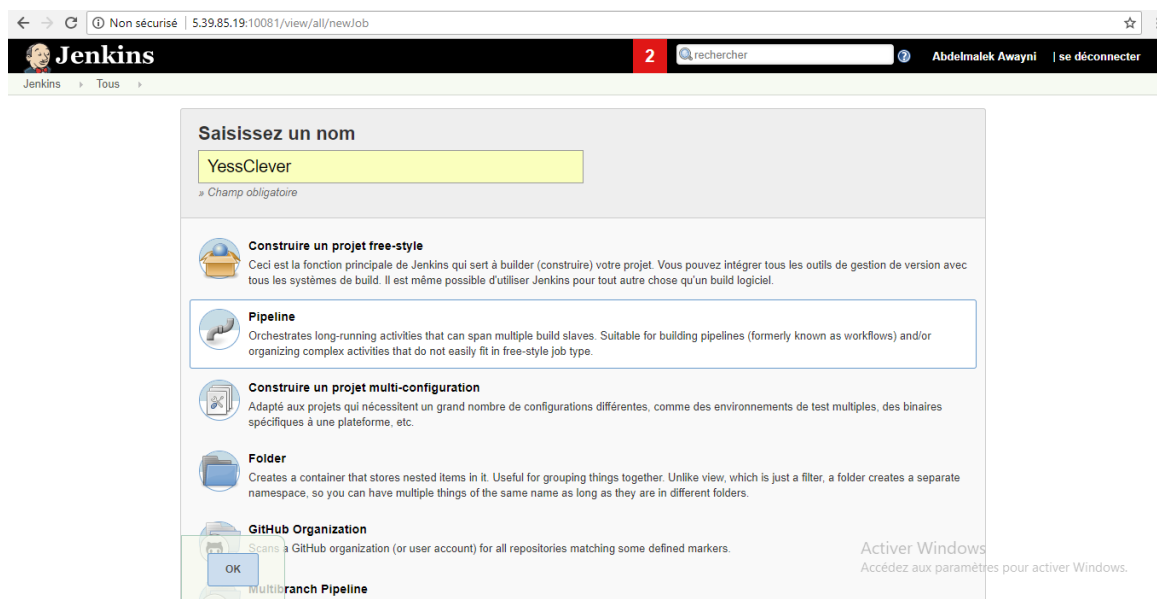 Non sécurisé | 5.39.85.19:10081/view/all/newJob
Jenkins
2
rechercher
?
Abdelmalek Awayni
| se déconnecter
Jenkins
Tous
Saisissez un nom
YessClever
» Champ obligatoire
Construire un projet free-style
Ceci est la fonction principale de Jenkins qui sert à builder (construire) votre projet. Vous pouvez intégrer tous les outils de gestion de version avec
tous les systèmes de build. Il est même possible d'utiliser Jenkins pour tout autre chose qu'un build logiciel.
Pipeline
Orchestrates long-running activities that can span multiple build slaves. Suitable for building pipelines (formerly known as workflows) and/or
organizing complex activities that do not easily fit in free-style job type.
Construire un projet multi-configuration
Adapté aux projets qui nécessitent un grand nombre de configurations différentes, comme des environnements de test multiples, des binaires
spécifiques à une plateforme, etc.
Folder
Creates a container that stores nested items in it. Useful for grouping things together. Unlike view, which is just a filter, a folder creates a separate
namespace, so you can have multiple things of the same name as long as they are in different folders.
GitHub Organization
Scans a GitHub organization (or user account) for all repositories matching some defined markers.
OK
Multibranch Pipeline
Activer Windows
Accédez aux paramètres pour activer Windows.